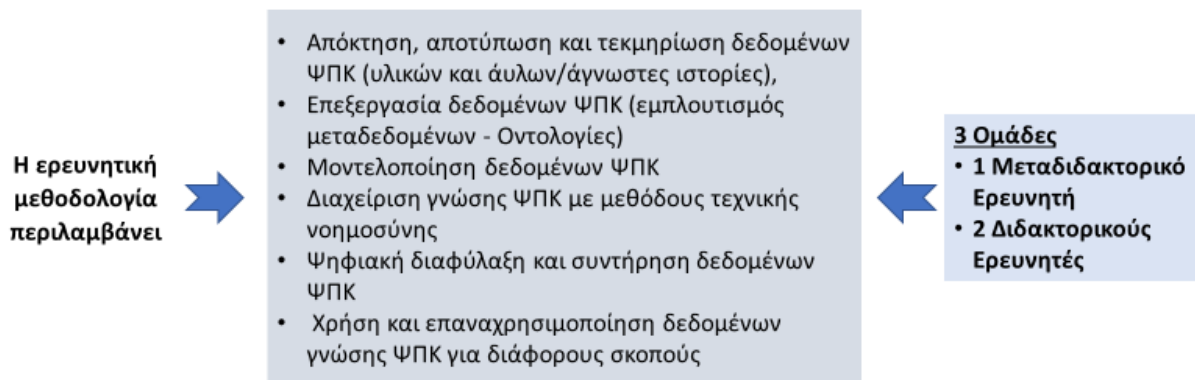 Η ερευνητική
μεθοδολογία
περιλαμβάνει
• Απόκτηση, αποτύπωση και τεκμηρίωση δεδομένων
ΨΠΚ (υλικών και άυλων/άγνωστες ιστορίες),
• Επεξεργασία δεδομένων ΨΠΚ (εμπλουτισμός
μεταδεδομένων - Οντολογίες)
• Μοντελοποίηση δεδομένων ΨΠΚ
• Διαχείριση γνώσης ΨΠΚ με μεθόδους τεχνικής
νοημοσύνης
• Ψηφιακή διαφύλαξη και συντήρηση δεδομένων
ΨΠΚ
• Χρήση και επαναχρησιμοποίηση δεδομένων
γνώσης ΨΠΚ για διάφορους σκοπούς
3 Ομάδες
• 1 Μεταδιδακτορικό
Ερευνητή
• 2 Διδακτορικούς
Ερευνητές